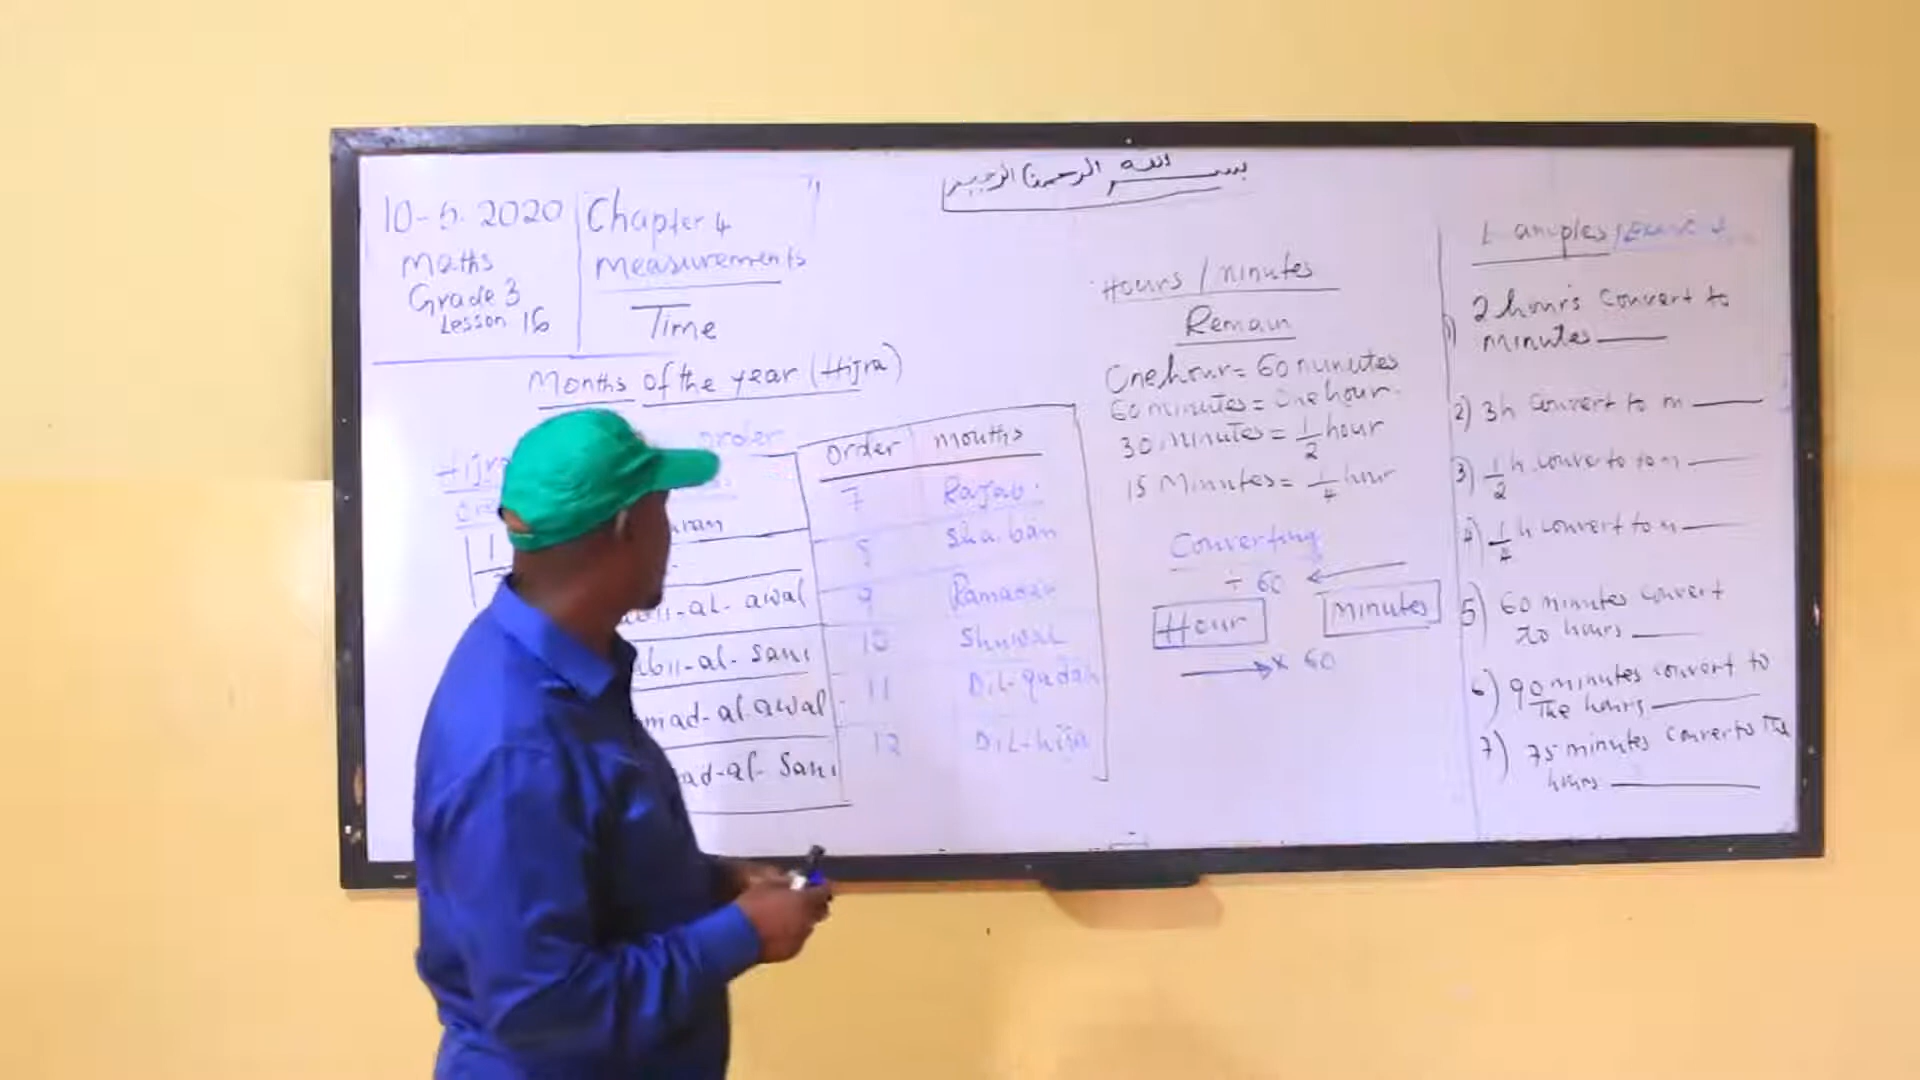 بسم الله الرحمن الرحيم
10-5-2020
Maths
Grade 3
Lesson 16
Chapter 4
Measurements
Time
Months of the year (Hijra)
order
Hijra
1
awal
-al-Sani
mad-al-awal
ad-al-Sani
order months
7 Rajab
8 Sha.ban
9 Ramadan
10 Shuwal
11 Dil-qadah
12 Dil-hija
Hours / minutes
Remain
One hour = 60 minutes
60 minutes = One hour.
30 minutes = 1/2 hour
15 Minutes = 1/4 hour
Converting
÷ 60
Hour Minutes
× 60
1) 2 hours convert to
minutes
2) 3h convert to m
3) 1/2 h convert to m
4) 1/4 h convert to m
5) 60 minutes convert
to hours
6) 90 minutes convert to
The hours
7) 75 minutes convert to The
hours